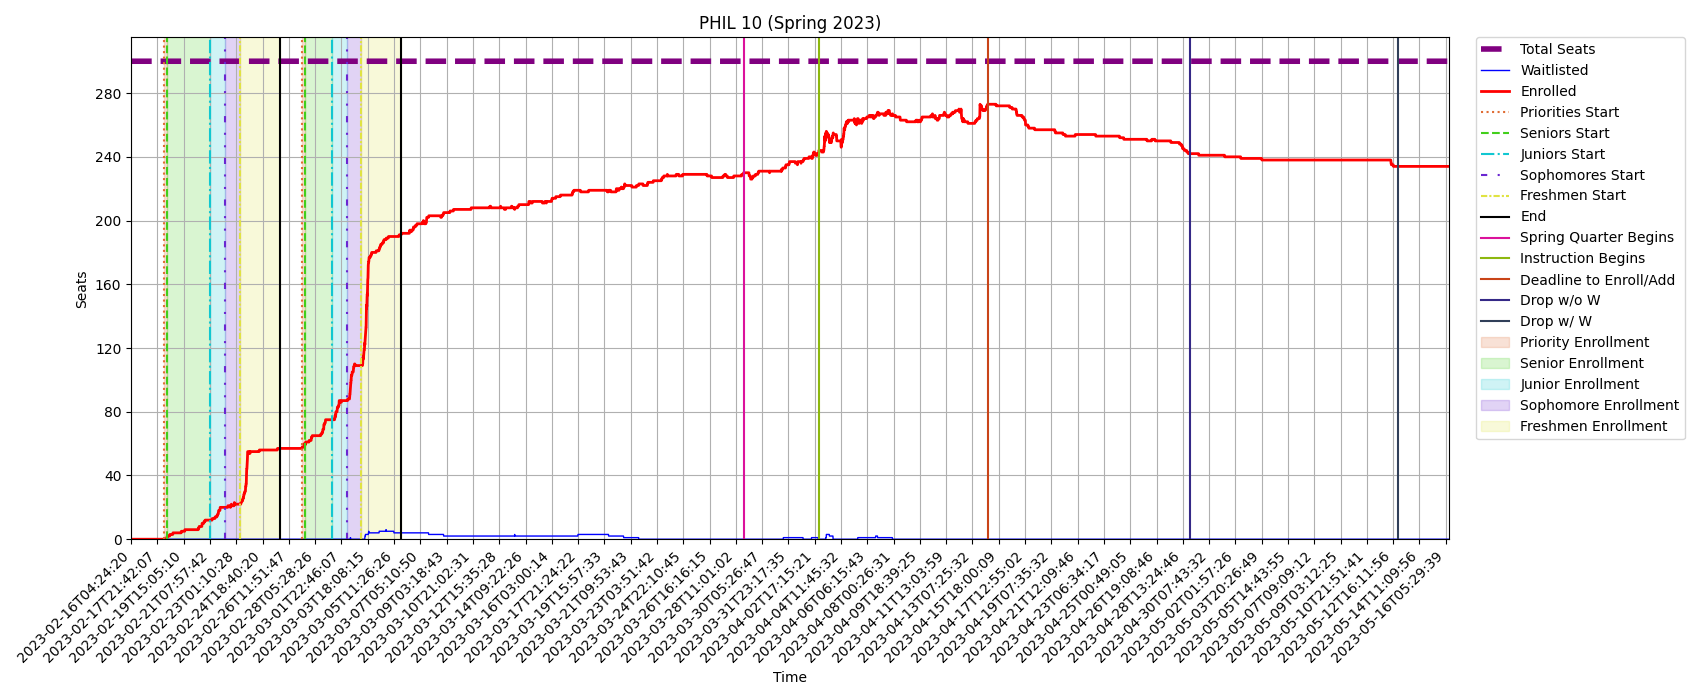 PHIL 10 (Spring 2023)
Seats
280
240
200
160
120
80
40
0
2023-02-16T04:24:20
2023-02-17T21:42:07
2023-02-19T15:05:10
2023-02-21T07:57:42
2023-02-23T01:10:28
2023-02-24T18:40:20
2023-02-26T11:51:47
2023-02-28T05:28:26
2023-03-01T22:46:07
2023-03-03T18:08:15
2023-03-05T11:26:26
2023-03-07T05:10:50
2023-03-09T03:18:43
2023-03-10T21:02:31
2023-03-12T15:35:28
2023-03-14T09:22:26
2023-03-16T03:00:14
2023-03-17T21:24:22
2023-03-19T15:57:33
2023-03-21T09:53:43
2023-03-23T03:51:42
2023-03-24T22:10:45
2023-03-26T16:16:15
2023-03-28T11:01:02
2023-03-30T05:26:47
2023-03-31T23:17:35
2023-04-02T17:15:21
2023-04-04T11:45:32
2023-04-06T06:15:43
2023-04-08T00:26:31
2023-04-09T18:39:25
2023-04-11T13:03:59
2023-04-13T07:25:32
2023-04-15T18:00:09
2023-04-17T12:55:02
2023-04-19T07:35:32
2023-04-21T12:09:46
2023-04-23T06:34:17
2023-04-25T00:49:05
2023-04-26T19:08:46
2023-04-28T13:24:46
2023-04-30T07:43:32
2023-05-02T01:57:26
2023-05-03T20:26:49
2023-05-05T14:43:55
2023-05-07T09:09:12
2023-05-09T03:12:25
2023-05-10T21:51:41
2023-05-12T16:11:56
2023-05-14T11:09:56
2023-05-16T05:29:39
Time
Total Seats
Waitlisted
Enrolled
Priorities Start
Seniors Start
Juniors Start
Sophomores Start
Freshmen Start
End
Spring Quarter Begins
Instruction Begins
Deadline to Enroll/Add
Drop w/o W
Drop w/ W
Priority Enrollment
Senior Enrollment
Junior Enrollment
Sophomore Enrollment
Freshmen Enrollment